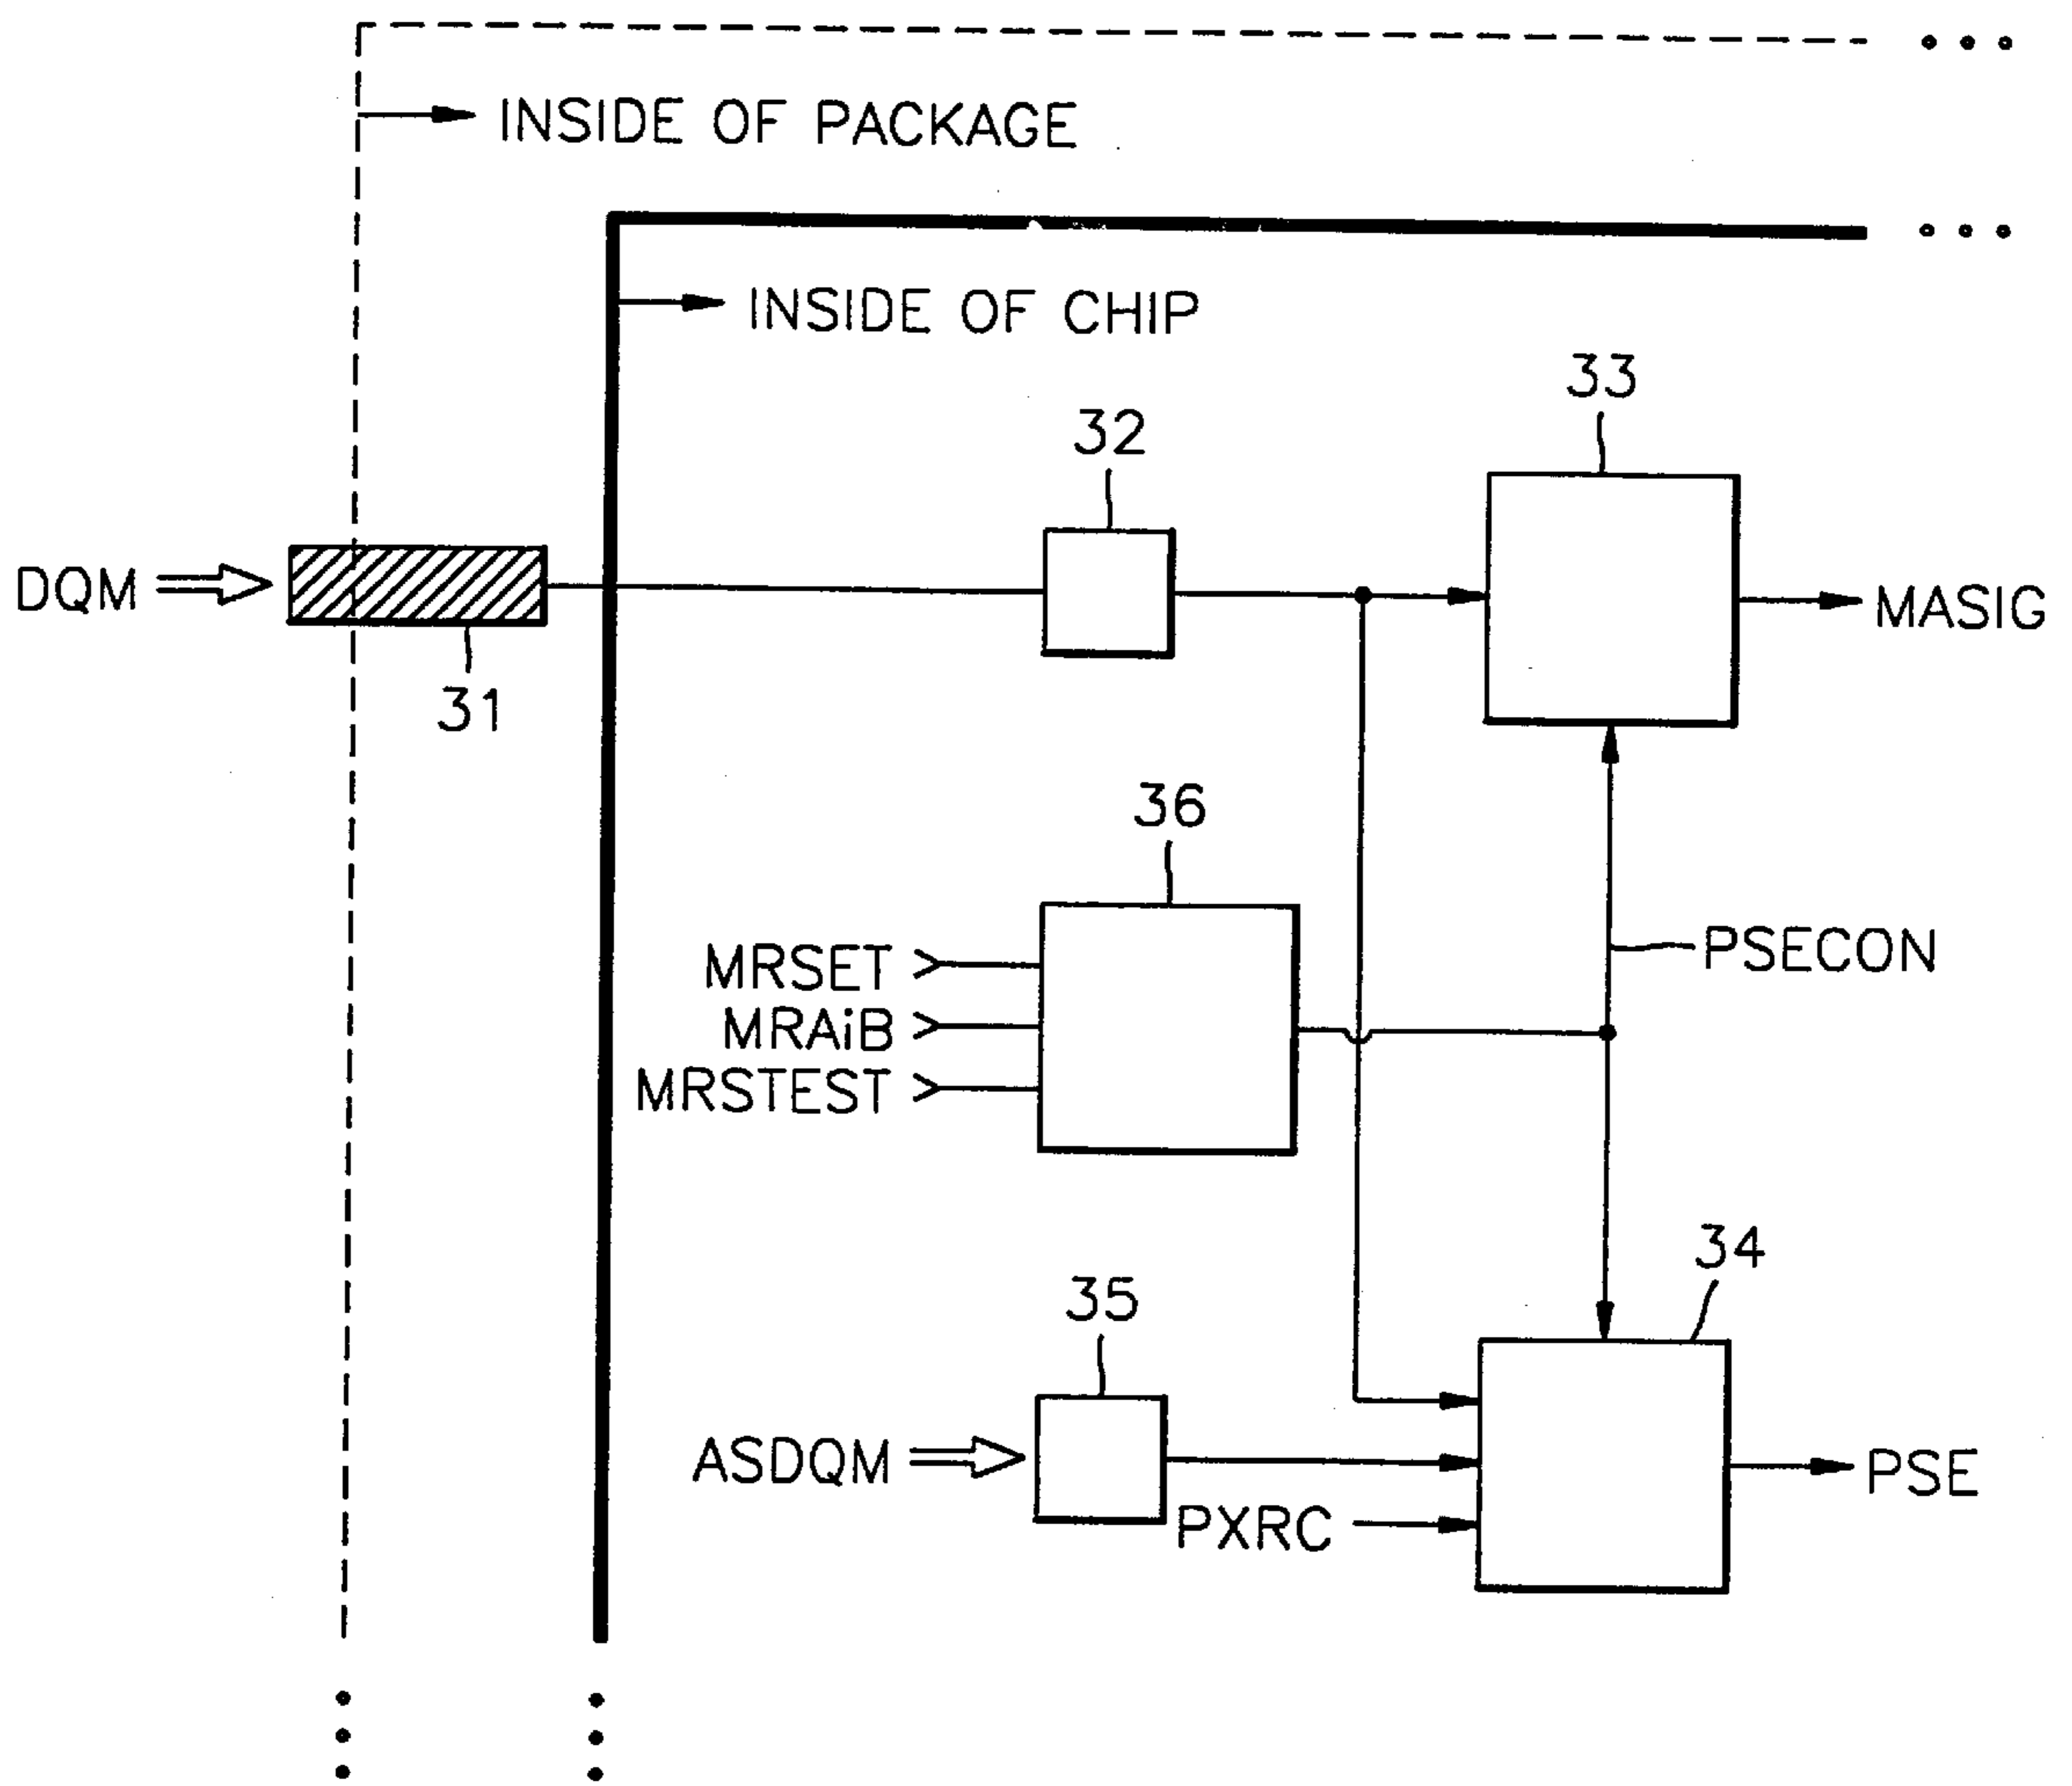 INSIDE OF PACKAGE
INSIDE OF CHIP
33
32
DQM
MASIG
31
36
MRSET
PSECON
MRAiB
MRSTEST
34
35
ASDQM
PSE
PXRC